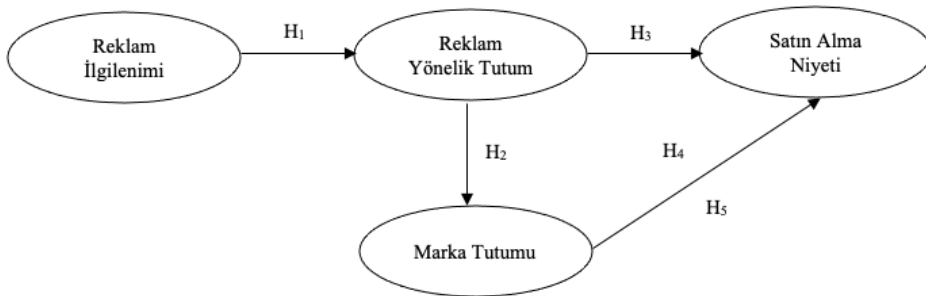 Reklam
İlgilenimi
H₁
Reklam
Yönelik Tutum
H₃
Satın Alma
Niyeti
H₂
H₄
H₅
Marka Tutumu